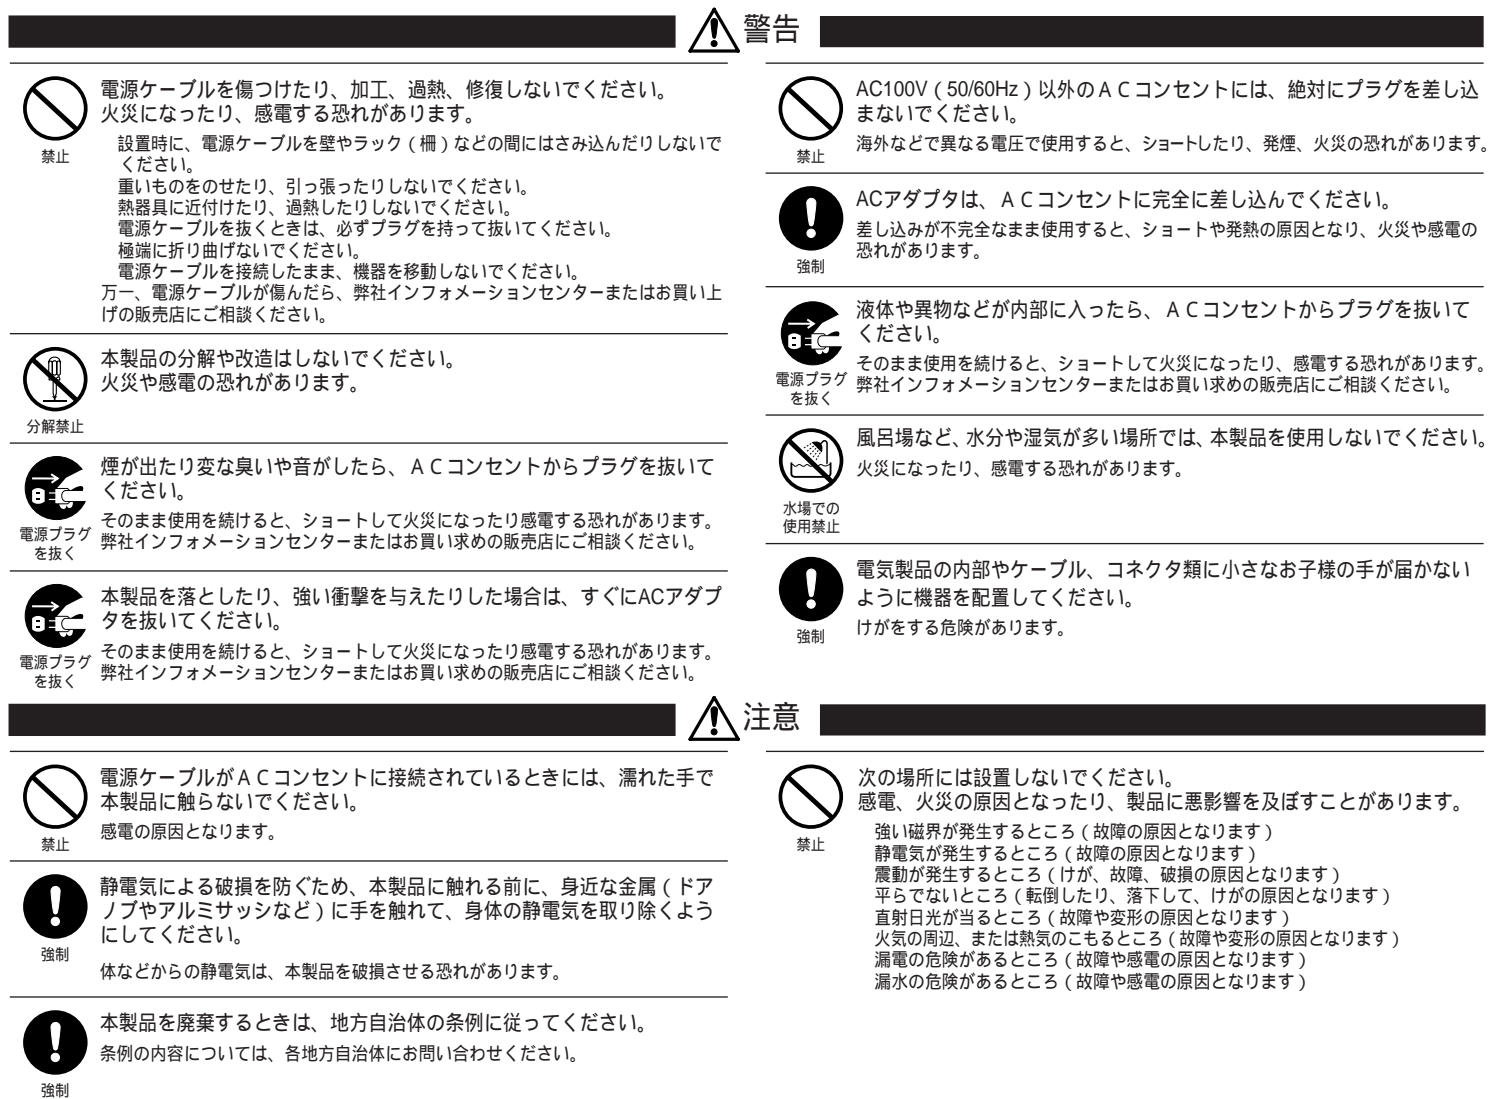 警告
電源ケーブルを傷つけたり、加工、過熱、修復しないでください。
火災になったり、感電する恐れがあります。
禁止
設置時に、電源ケーブルを壁やラック(棚)などの間にはさみ込んだりしないで
ください。
重いものをのせたり、引っ張ったりしないでください。
熱器具に近付けたり、過熱したりしないでください。
電源ケーブルを抜くときは、必ずプラグを持って抜いてください。
極端に折り曲げないでください。
電源ケーブルを接続したまま、機器を移動しないでください。
万一、電源ケーブルが傷んだら、弊社インフォメーションセンターまたはお買い上
げの販売店にご相談ください。
本製品の分解や改造はしないでください。
火災や感電の恐れがあります。
分解禁止
煙が出たり変な臭いや音がしたら、ACコンセントからプラグを抜いて
ください。
そのまま使用を続けると、ショートして火災になったり感電する恐れがあります。
弊社インフォメーションセンターまたはお買い求めの販売店にご相談ください。
電源プラグ
を抜く
本製品を落としたり、強い衝撃を与えたりした場合は、すぐにACアダプ
タを抜いてください。
そのまま使用を続けると、ショートして火災になったり感電する恐れがあります。
弊社インフォメーションセンターまたはお買い求めの販売店にご相談ください。
電源プラグ
を抜く
AC100V(50/60Hz)以外のACコンセントには、絶対にプラグを差し込
まないでください。
海外などで異なる電圧で使用すると、ショートしたり、発煙、火災の恐れがあります。
禁止
ACアダプタは、ACコンセントに完全に差し込んでください。
差し込みが不完全なまま使用すると、ショートや発熱の原因となり、火災や感電の
恐れがあります。
強制
液体や異物などが内部に入ったら、ACコンセントからプラグを抜いて
ください。
そのまま使用を続けると、ショートして火災になったり、感電する恐れがあります。
弊社インフォメーションセンターまたはお買い求めの販売店にご相談ください。
電源プラグ
を抜く
風呂場など、水分や湿気が多い場所では、本製品を使用しないでください。
火災になったり、感電する恐れがあります。
水場での
使用禁止
電気製品の内部やケーブル、コネクタ類に小さなお子様の手が届かない
ように機器を配置してください。
けがをする危険があります。
強制
注意
電源ケーブルがACコンセントに接続されているときには、濡れた手で
本製品に触らないでください。
感電の原因となります。
禁止
静電気による破損を防ぐため、本製品に触れる前に、身近な金属(ドア
ノブやアルミサッシなど)に手を触れて、身体の静電気を取り除くよう
にしてください。
強制
体などからの静電気は、本製品を破損させる恐れがあります。
本製品を廃棄するときは、地方自治体の条例に従ってください。
条例の内容については、各地方自治体にお問い合わせください。
強制
次の場所には設置しないでください。
感電、火災の原因となったり、製品に悪影響を及ぼすことがあります。
禁止
強い磁界が発生するところ(故障の原因となります)
静電気が発生するところ(故障の原因となります)
震動が発生するところ(けが、故障、破損の原因となります)
平らでないところ(転倒したり、落下して、けがの原因となります)
直射日光が当るところ(故障や変形の原因となります)
火気の周辺、または熱気のこもるところ(故障や変形の原因となります)
漏電の危険があるところ(故障や感電の原因となります)
漏水の危険があるところ(故障や感電の原因となります)